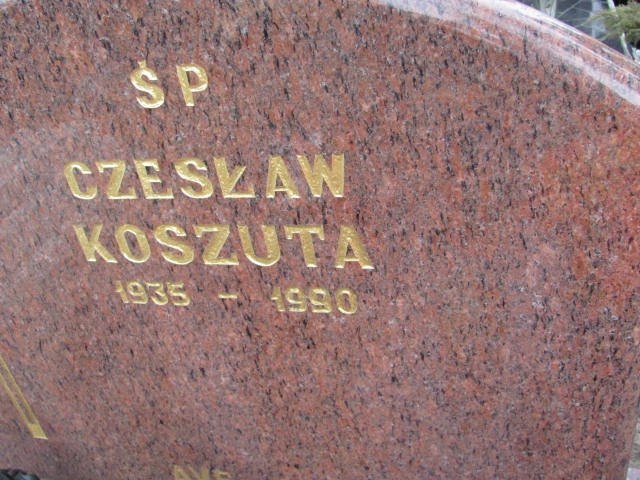 ŚP
CZESŁAW
KOSZUTA
1935 - 1990